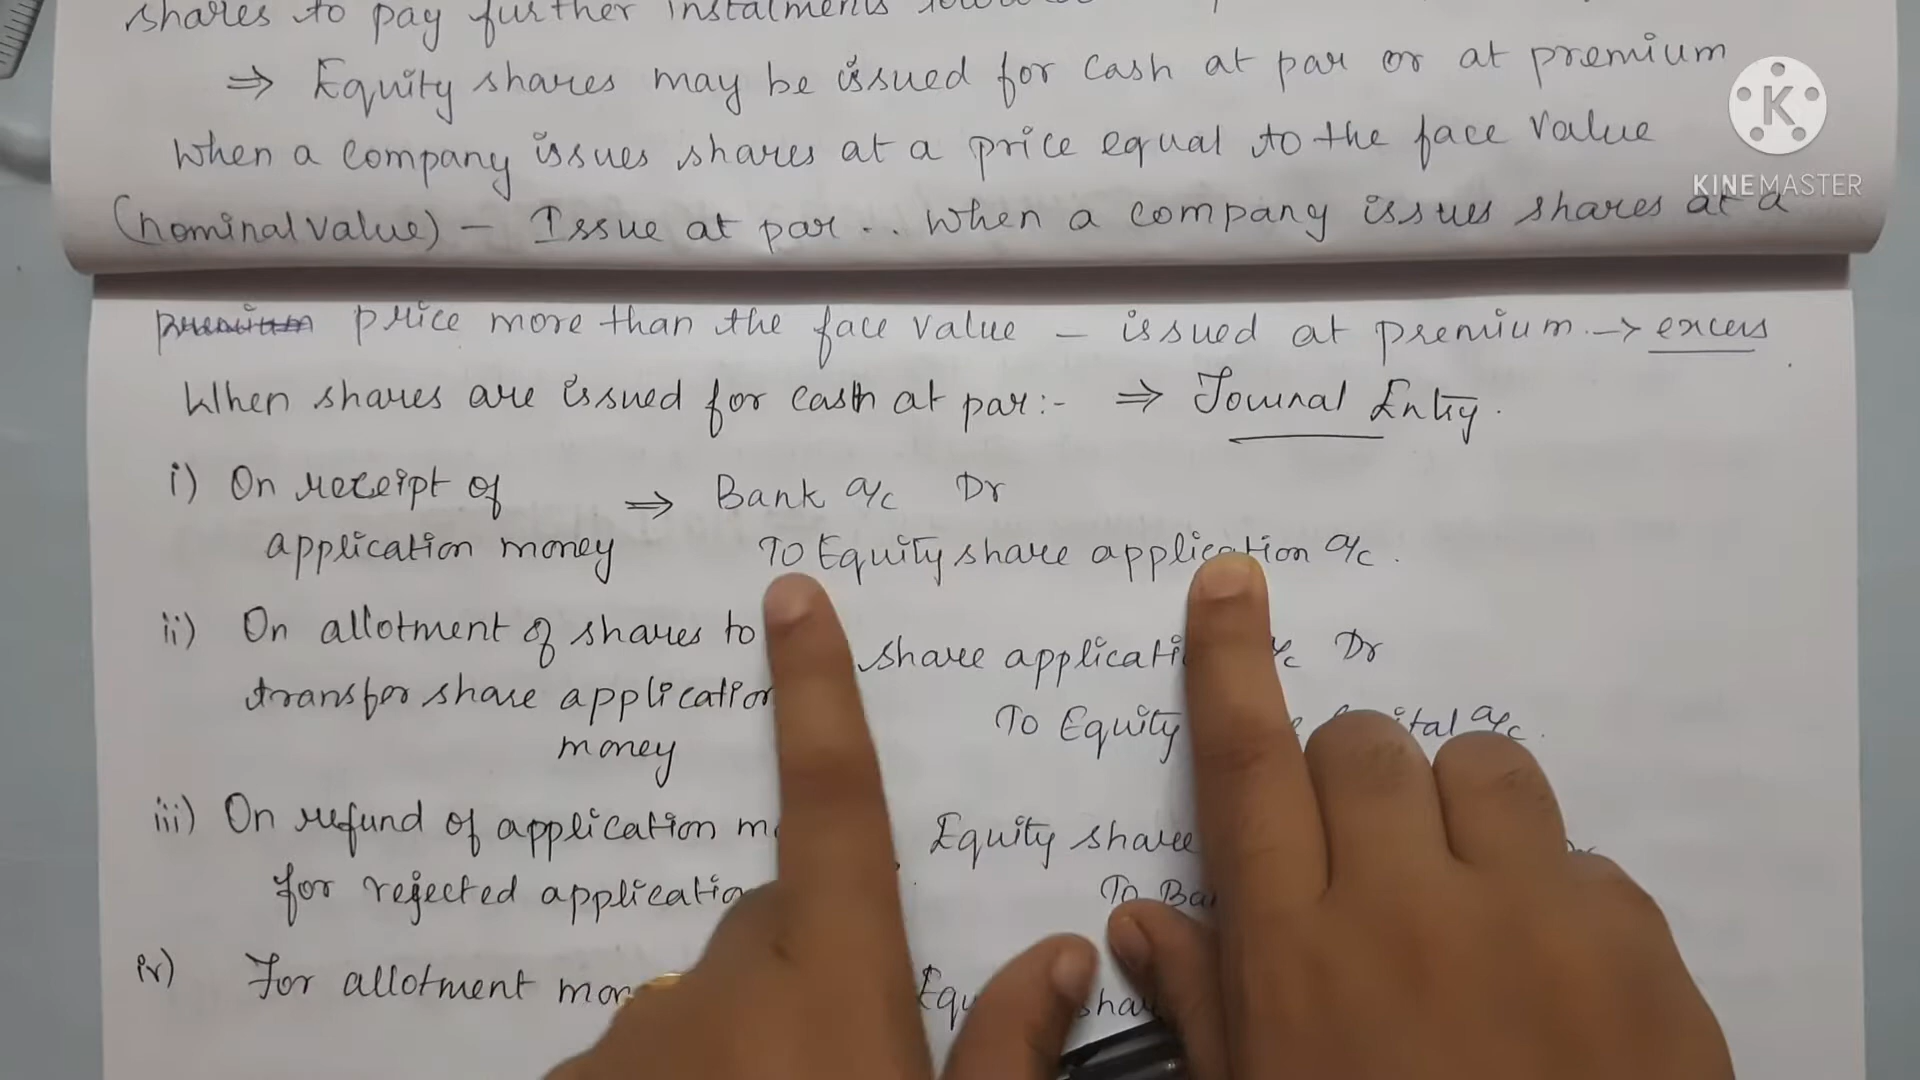 shares to pay further instalments
⇒ Equity shares may be issued for cash at par or at premium
When a company issues shares at a price equal to the face value
(nominal value) - Issue at par .. When a company issues shares at a
KINEMASTER
price more than the face value - issued at premium. → excess
When shares are issued for cash at par:- ⇒ Journal Entry.
i) On receipt of ⇒ Bank a/c Dr
application money To Equity share application a/c.
ii) On allotment of shares to share a/c Dr
transfer share application To Equity a/c.
money
iii) On refund of application Equity share
for rejected To
iv) For allotment